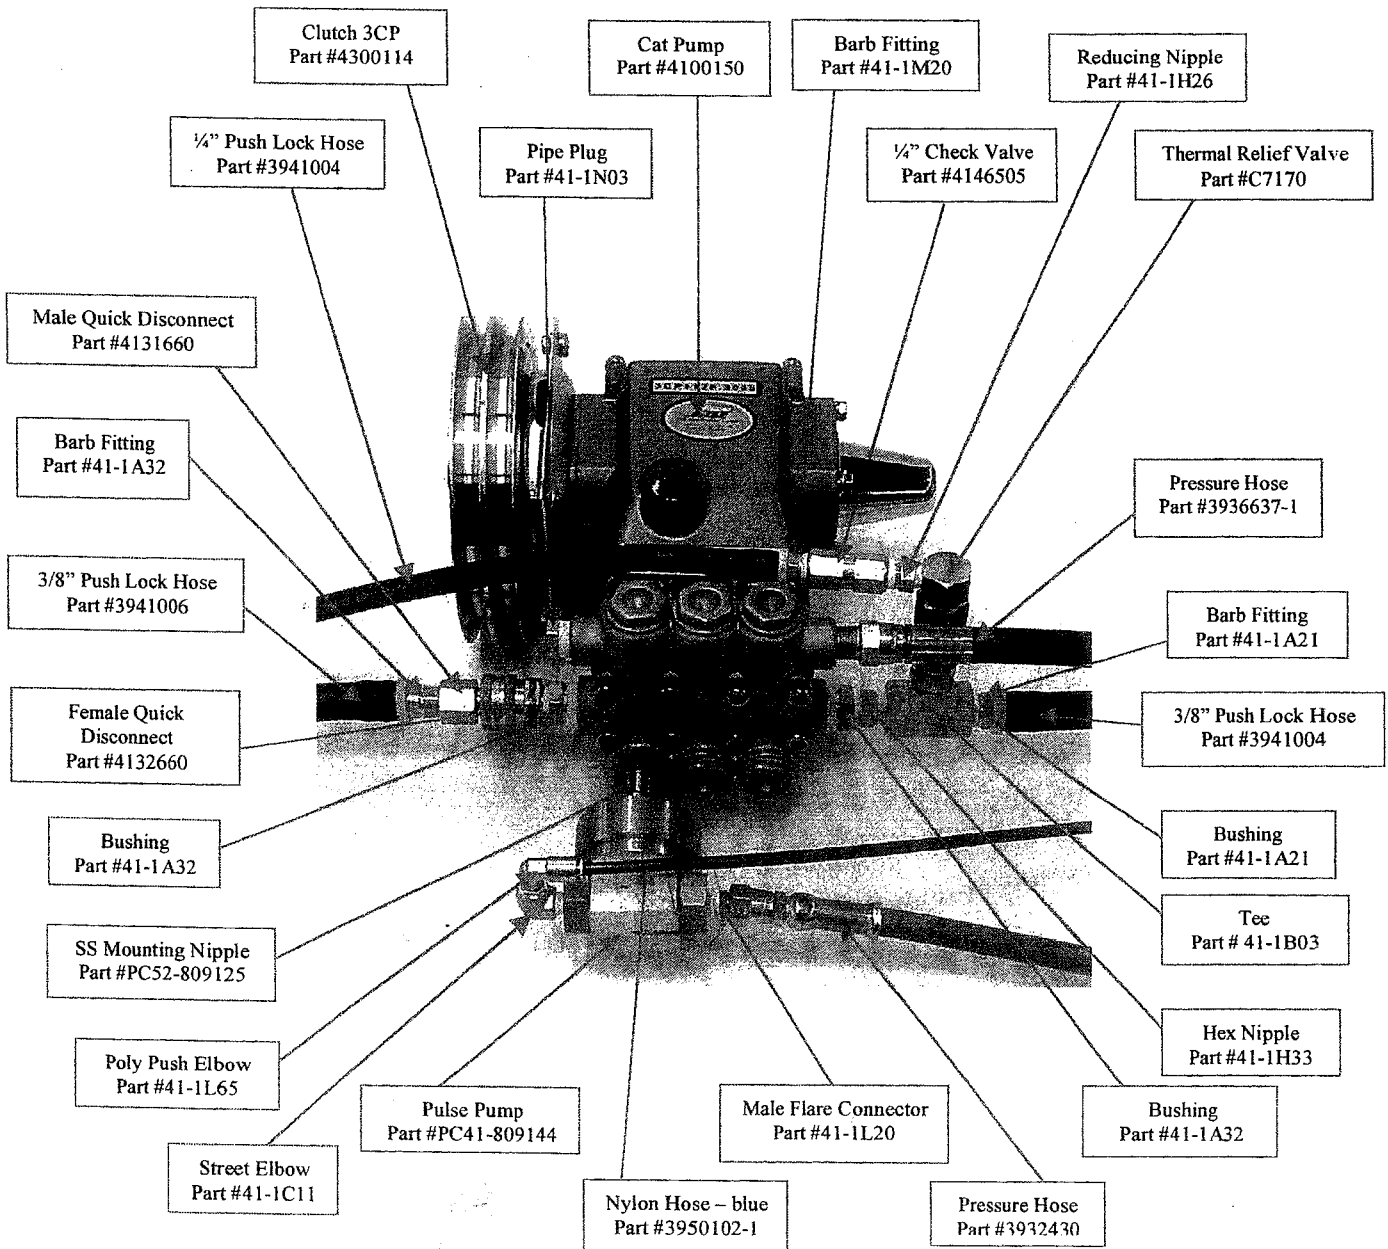 Clutch 3CP
Part #4300114
Cat Pump
Part #4100150
Barb Fitting
Part #41-1M20
Reducing Nipple
Part #41-1H26
¼” Push Lock Hose
Part #3941004
Pipe Plug
Part #41-1N03
¼” Check Valve
Part #4146505
Thermal Relief Valve
Part #C7170
Male Quick Disconnect
Part #4131660
Barb Fitting
Part #41-1A32
Pressure Hose
Part #3936637-1
3/8” Push Lock Hose
Part #3941006
Barb Fitting
Part #41-1A21
Female Quick
Disconnect
Part #4132660
3/8” Push Lock Hose
Part #3941004
Bushing
Part #41-1A32
Bushing
Part #41-1A21
SS Mounting Nipple
Part #PC52-809125
Tee
Part # 41-1B03
Poly Push Elbow
Part #41-1L65
Hex Nipple
Part #41-1H33
Pulse Pump
Part #PC41-809144
Male Flare Connector
Part #41-1L20
Bushing
Part #41-1A32
Street Elbow
Part #41-1C11
Nylon Hose – blue
Part #3950102-1
Pressure Hose
Part #3932430